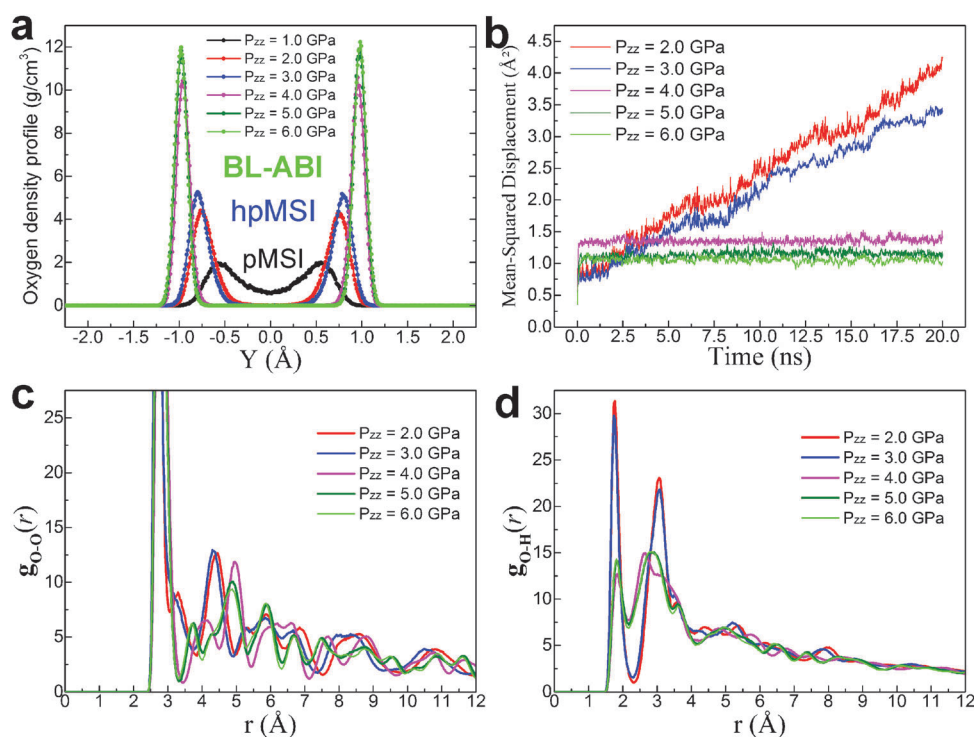 a
Oxygen density profile (g/cm³)
12
10
8
6
4
2
0
Pzz = 1.0 GPa
Pzz = 2.0 GPa
Pzz = 3.0 GPa
Pzz = 4.0 GPa
Pzz = 5.0 GPa
Pzz = 6.0 GPa
BL-ABI
hpMSI
pMSI
-2.0 -1.5 -1.0 -0.5 0.0 0.5 1.0 1.5 2.0
Y (Å)
b
Mean-Squared Displacement (Å²)
4.5
4.0
3.5
3.0
2.5
2.0
1.5
1.0
0.5
0.0
Pzz = 2.0 GPa
Pzz = 3.0 GPa
Pzz = 4.0 GPa
Pzz = 5.0 GPa
Pzz = 6.0 GPa
0.0 2.5 5.0 7.5 10.0 12.5 15.0 17.5 20.0
Time (ns)
c
gO-O(r)
25
20
15
10
5
0
Pzz = 2.0 GPa
Pzz = 3.0 GPa
Pzz = 4.0 GPa
Pzz = 5.0 GPa
Pzz = 6.0 GPa
0 1 2 3 4 5 6 7 8 9 10 11 12
r (Å)
d
gO-H(r)
30
25
20
15
10
5
0
Pzz = 2.0 GPa
Pzz = 3.0 GPa
Pzz = 4.0 GPa
Pzz = 5.0 GPa
Pzz = 6.0 GPa
0 1 2 3 4 5 6 7 8 9 10 11 12
r (Å)